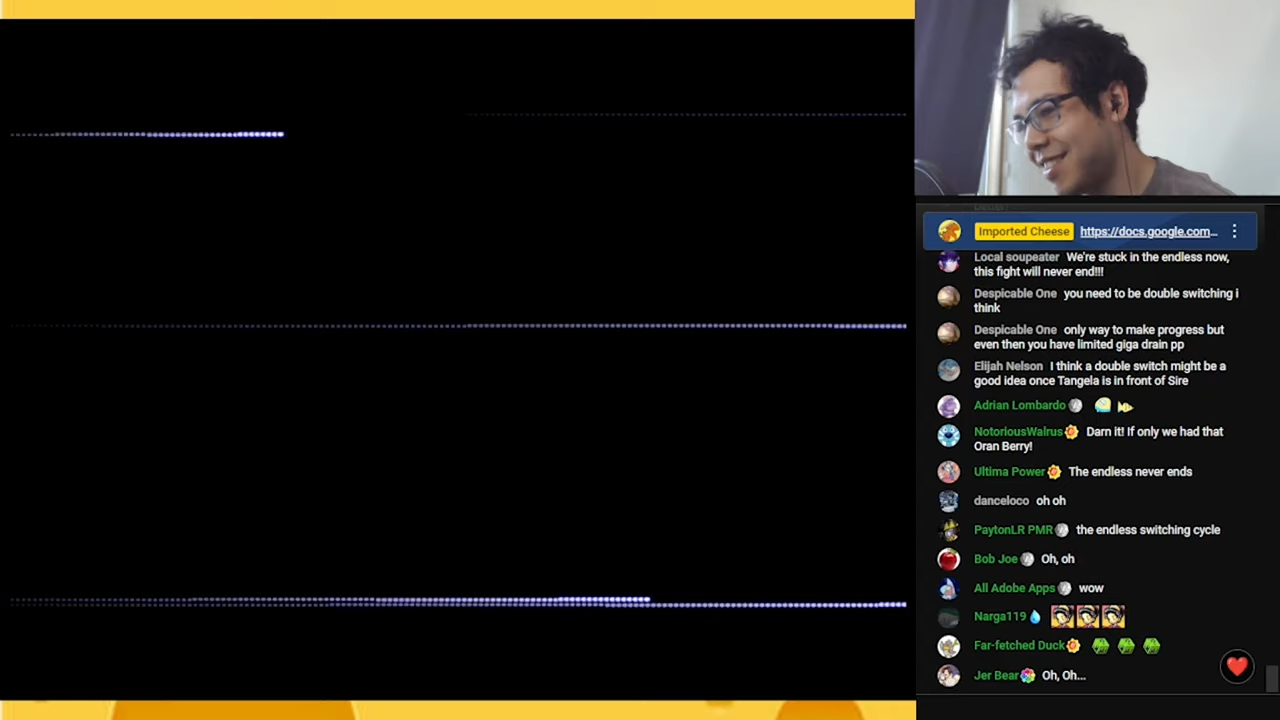 Imported Cheese https://docs.google.com...
Local soupeater We're stuck in the endless now,
this fight will never end!!!
Despicable One you need to be double switching i
think
Despicable One only way to make progress but
even then you have limited giga drain pp
Elijah Nelson I think a double switch might be a
good idea once Tangela is in front of Sire
Adrian Lombardo
NotoriousWalrus Darn it! If only we had that
Oran Berry!
Ultima Power The endless never ends
danceloco oh oh
PaytonLR PMR the endless switching cycle
Bob Joe Oh, oh
All Adobe Apps wow
Narga119
Far-fetched Duck
Jer Bear Oh, Oh...